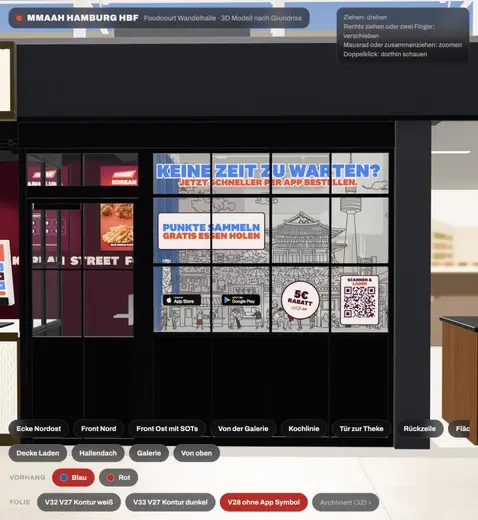 MMAAH HAMBURG HBF Foodcourt Wandelhalle · 3D Modell nach Grundriss
Ziehen: drehen
Rechts ziehen oder zwei Finger:
verschieben
Mausrad oder zusammenziehen: zoomen
Doppelklick: dorthin schauen
KEINE ZEIT ZU WARTEN?
JETZT SCHNELLER PER APP BESTELLEN.
KOREAN
PUNKTE SAMMELN
GRATIS ESSEN HOLEN
STREET
App Store
Google Play
5€
RABATT
SCANNEN &
LADEN
Ecke Nordost
Front Nord
Front Ost mit SOTs
Von der Galerie
Kochlinie
Tür zur Theke
Rückzeile
Decke Laden
Hallendach
Galerie
Von oben
VORHANG
Blau
Rot
FOLIE
V32 V27 Kontur weiß
V33 V27 Kontur dunkel
V28 ohne App Symbol
Archiviert (32)